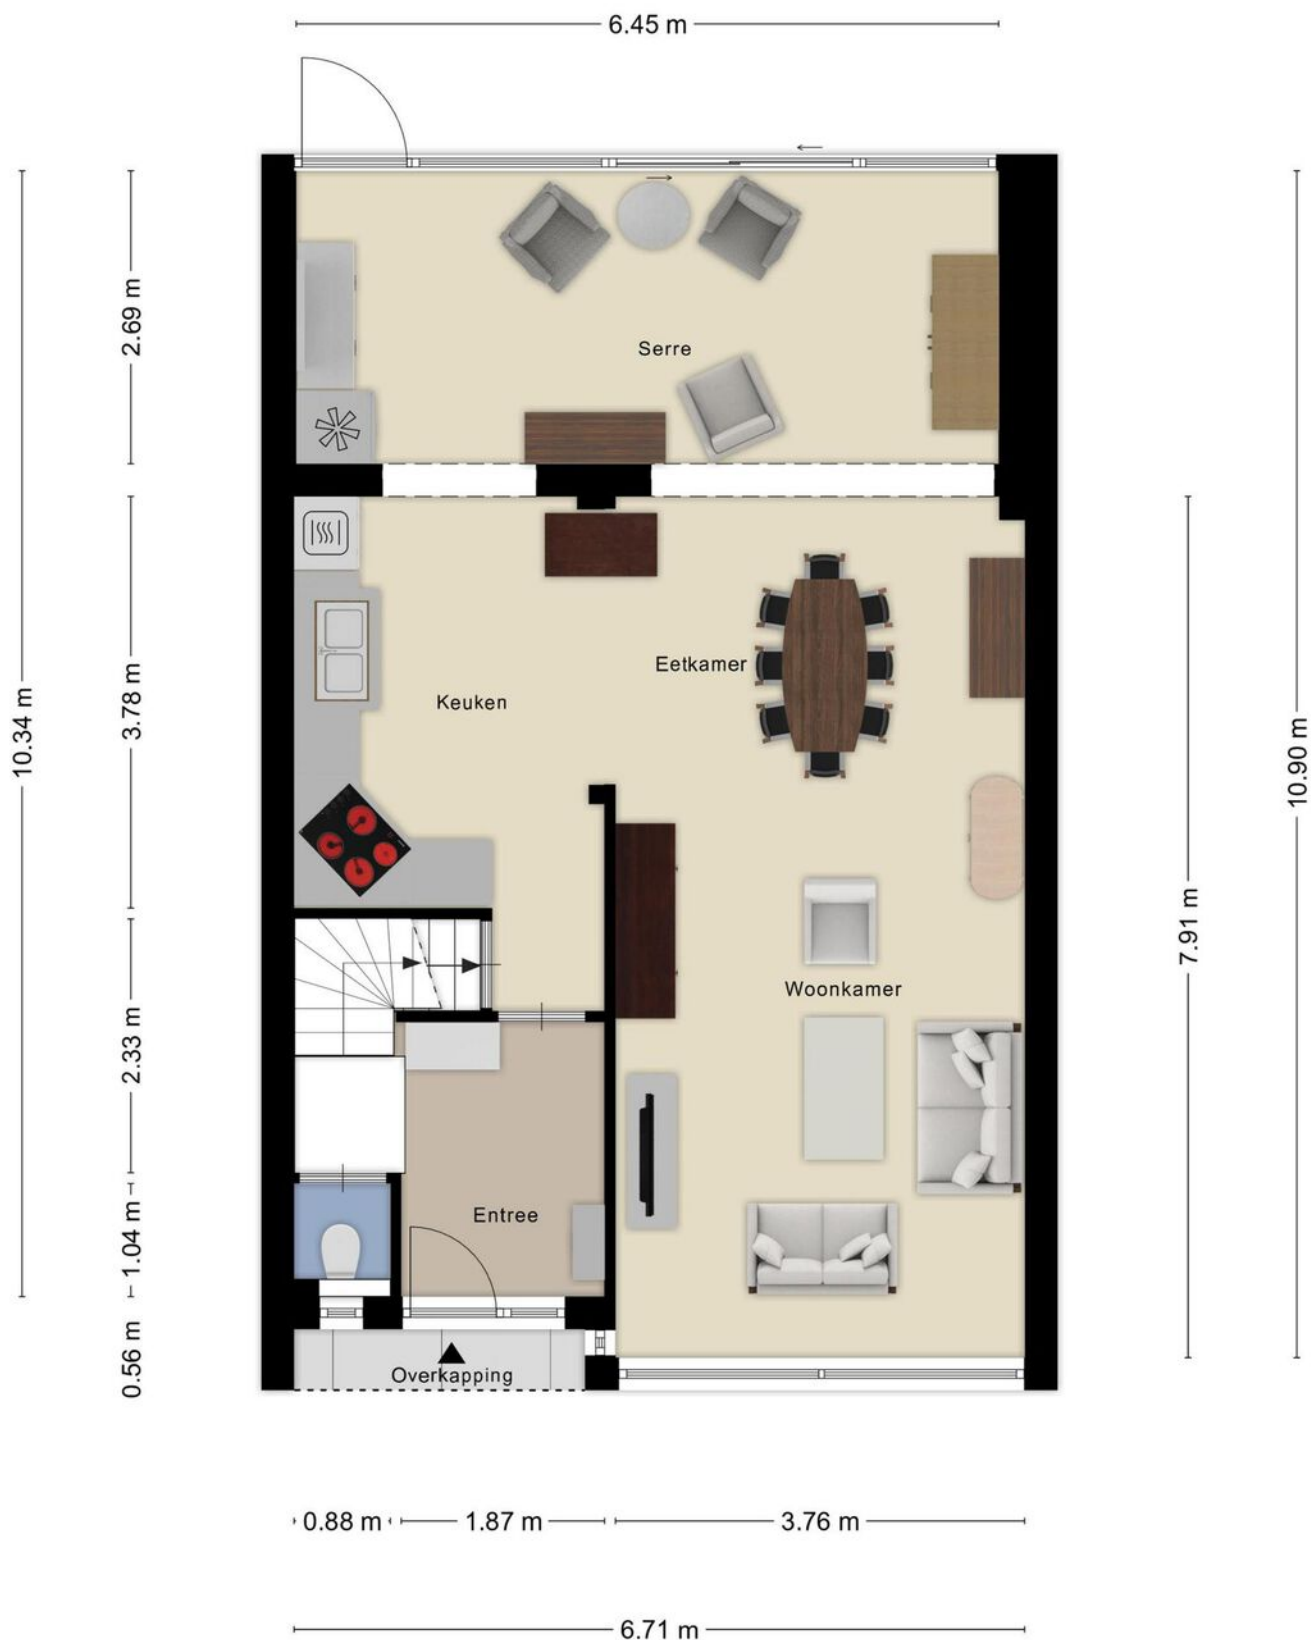 6.45 m
2.69 m
Serre
3.78 m
10.34 m
10.90 m
Eetkamer
Keuken
7.91 m
Woonkamer
2.33 m
1.04 m
Entree
0.56 m
Overkapping
0.88 m
1.87 m
3.76 m
6.71 m